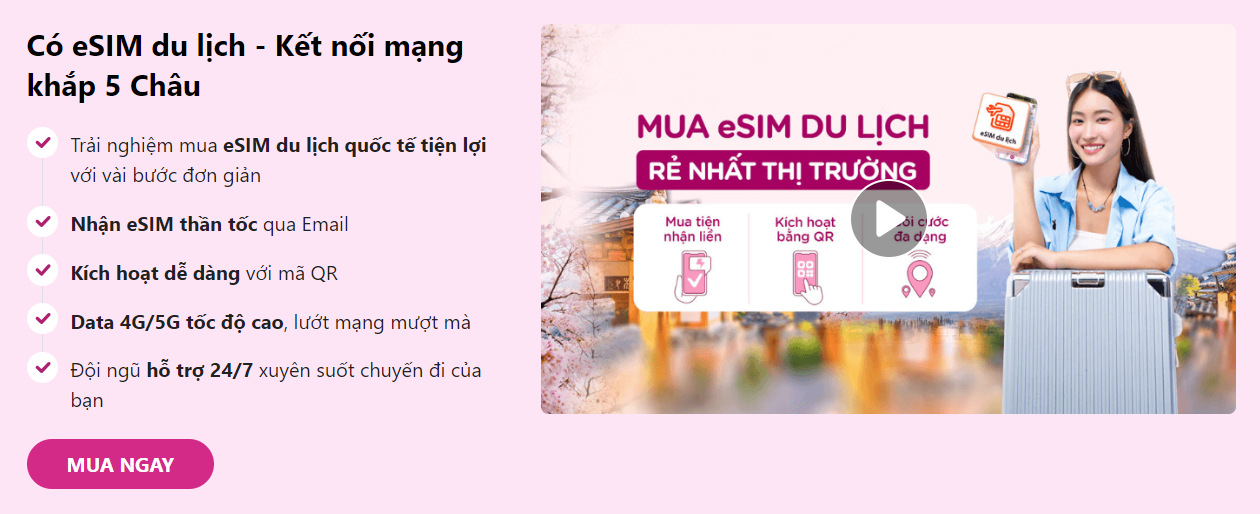 Có eSIM du lịch - Kết nối mạng
khắp 5 Châu
Trải nghiệm mua eSIM du lịch quốc tế tiện lợi
với vài bước đơn giản
Nhận eSIM thần tốc qua Email
Kích hoạt dễ dàng với mã QR
Data 4G/5G tốc độ cao, lướt mạng mượt mà
Đội ngũ hỗ trợ 24/7 xuyên suốt chuyến đi của
bạn
MUA NGAY
MUA eSIM DU LỊCH
RẺ NHẤT THỊ TRƯỜNG
Mua tiện
nhận liền
Kích hoạt
bằng QR
cước
đa dạng
eSIM du lịch